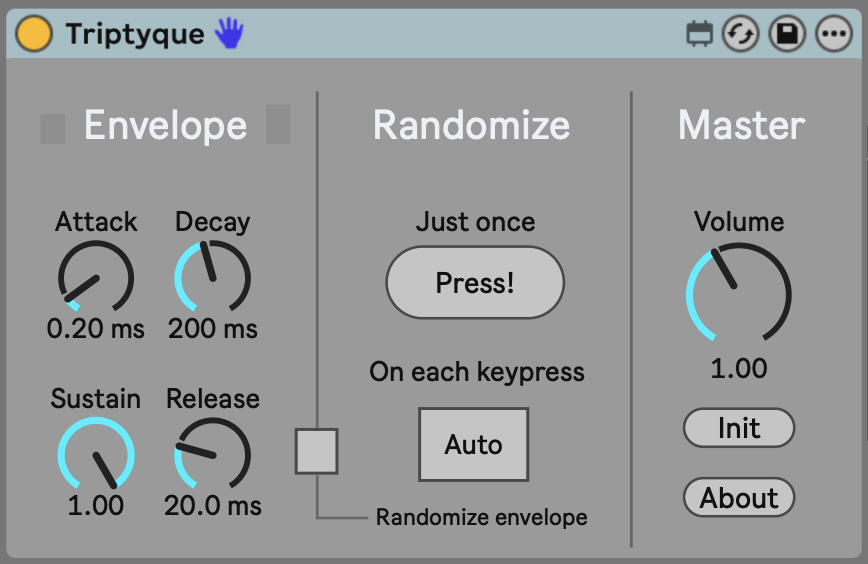 Triptyque
Envelope
Randomize
Master
Attack
Decay
0.20 ms
200 ms
Sustain
Release
1.00
20.0 ms
Just once
Press!
On each keypress
Auto
Randomize envelope
Volume
1.00
Init
About